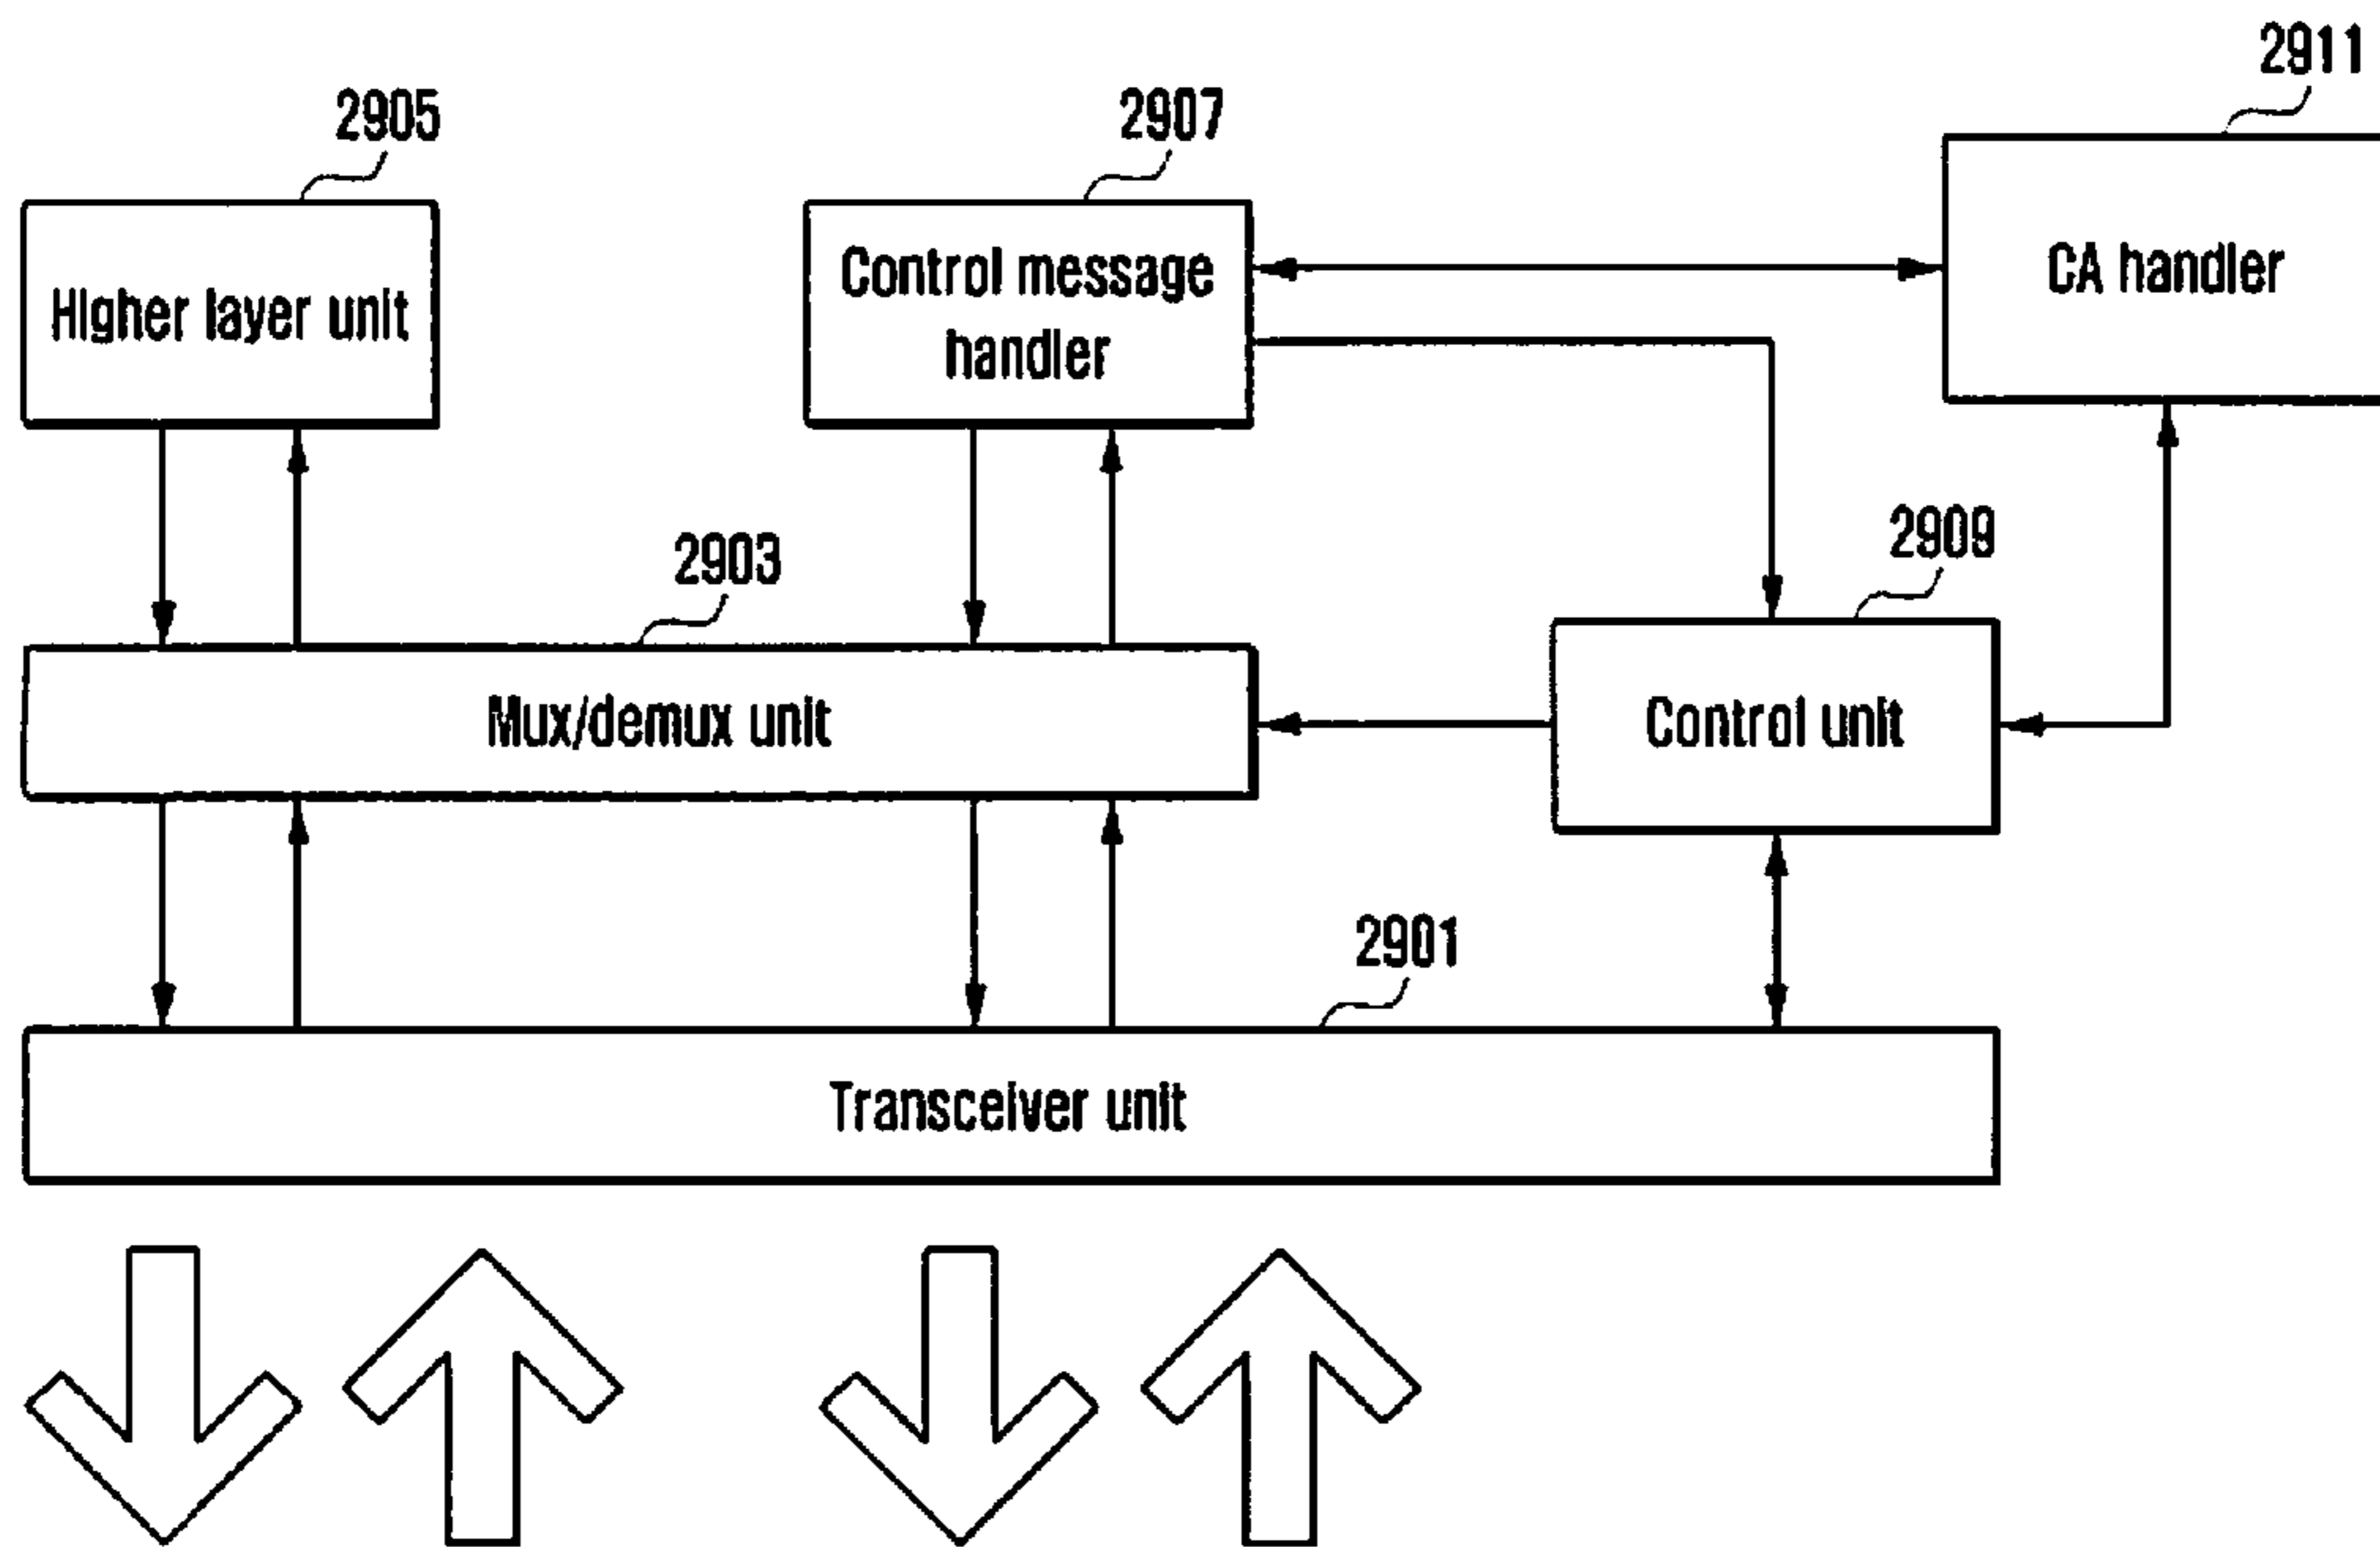 2911
2905
2907
Higher layer unit
Control message
handler
CA handler
2903
2909
Mux/demux unit
Control unit
2901
Transceiver unit